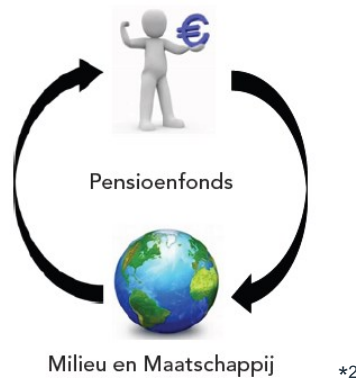 €
Pensioenfonds
Milieu en Maatschappij
*2